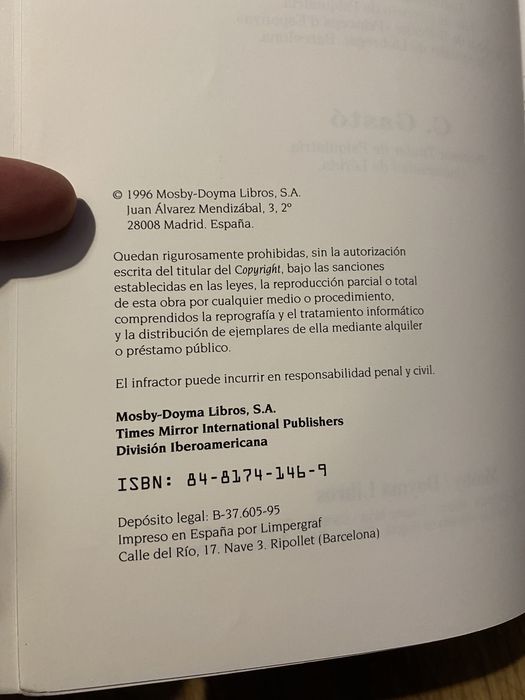 © 1996 Mosby-Doyma Libros, S.A.
Juan Álvarez Mendizábal, 3, 2º
28008 Madrid. España.
Quedan rigurosamente prohibidas, sin la autorización
escrita del titular del Copyright, bajo las sanciones
establecidas en las leyes, la reproducción parcial o total
de esta obra por cualquier medio o procedimiento,
comprendidos la reprografía y el tratamiento informático
y la distribución de ejemplares de ella mediante alquiler
o préstamo público.
El infractor puede incurrir en responsabilidad penal y civil.
Mosby-Doyma Libros, S.A.
Times Mirror International Publishers
División Iberoamericana
ISBN: 84-8174-146-9
Depósito legal: B-37.605-95
Impreso en España por Limpergraf
Calle del Río, 17. Nave 3. Ripollet (Barcelona)